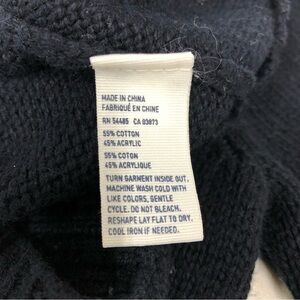 MADE IN CHINA
FABRIQUÉ EN CHINE
RN 54485 CA 03873
55% COTTON
45% ACRYLIC
55% COTON
45% ACRYLIQUE
TURN GARMENT INSIDE OUT.
MACHINE WASH COLD WITH
LIKE COLORS, GENTLE
CYCLE. DO NOT BLEACH.
RESHAPE LAY FLAT TO DRY.
COOL IRON IF NEEDED.